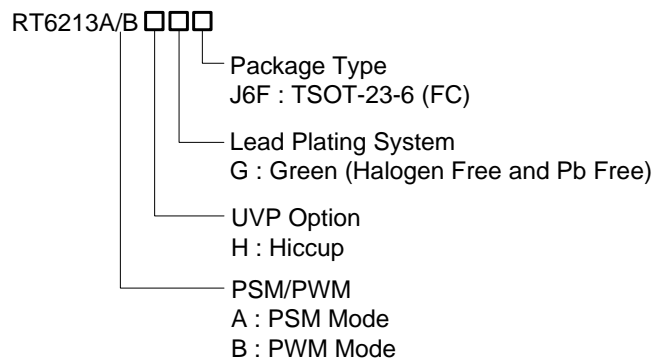 RT6213A/B
Package Type
J6F : TSOT-23-6 (FC)
Lead Plating System
G : Green (Halogen Free and Pb Free)
UVP Option
H : Hiccup
PSM/PWM
A : PSM Mode
B : PWM Mode